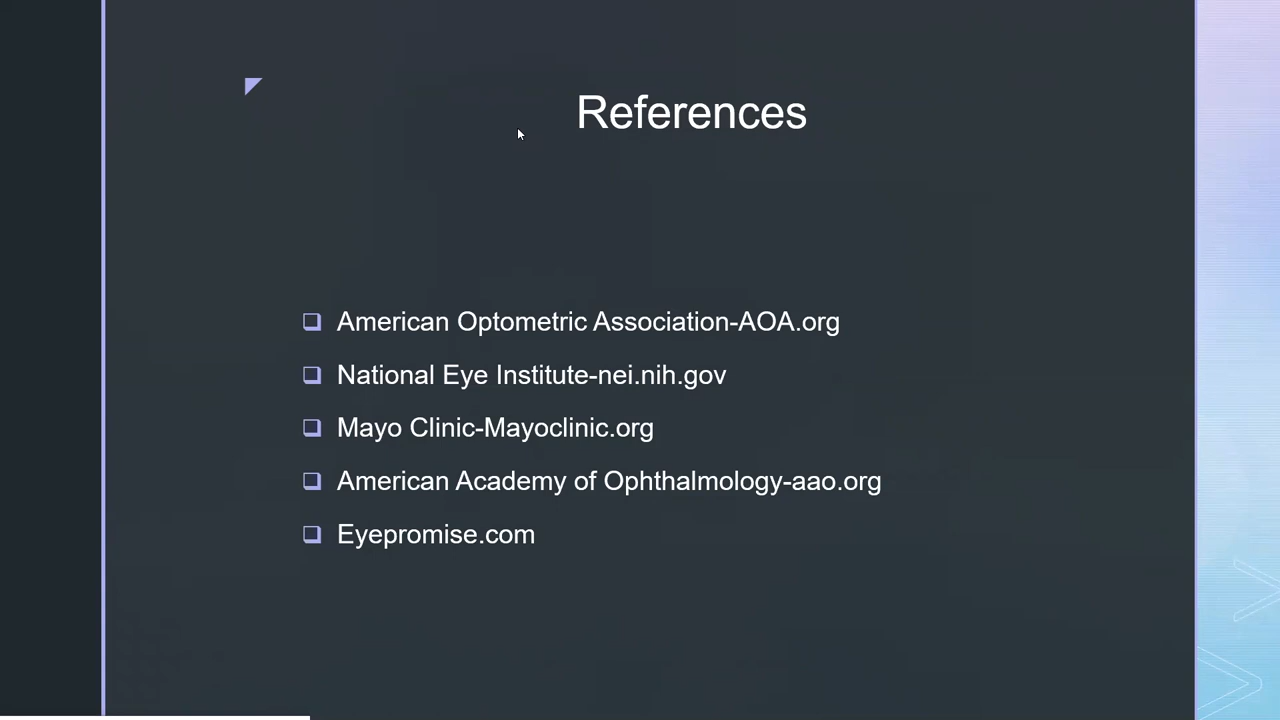 References
American Optometric Association-AOA.org
National Eye Institute-nei.nih.gov
Mayo Clinic-Mayoclinic.org
American Academy of Ophthalmology-aao.org
Eyepromise.com